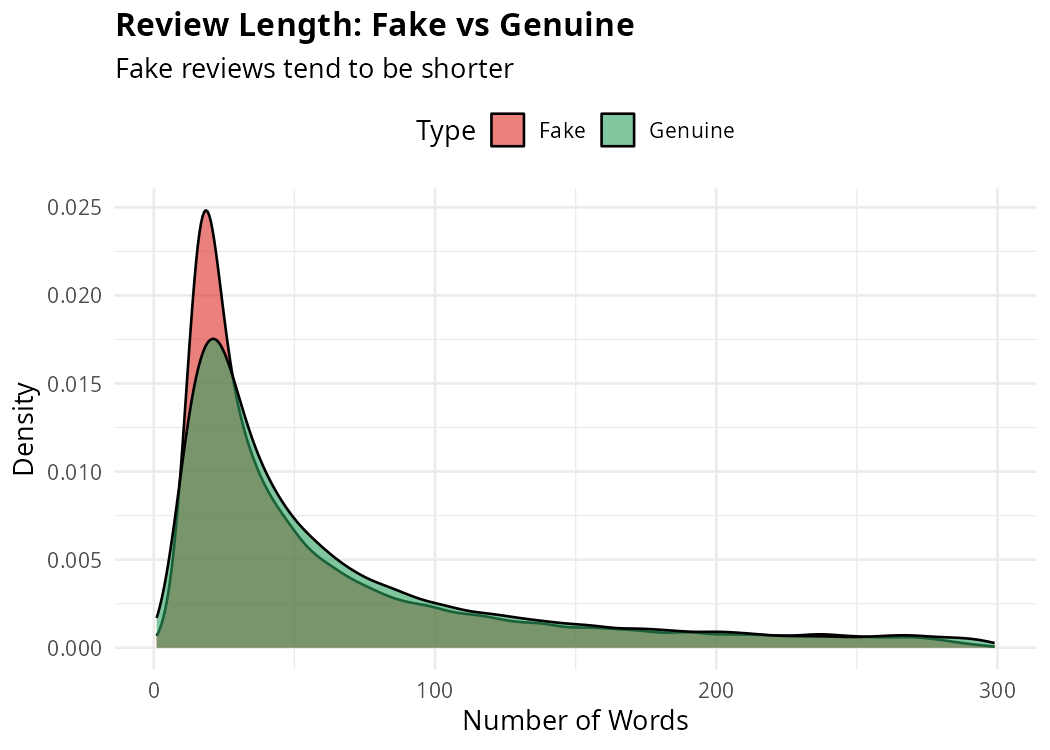 Review Length: Fake vs Genuine
Fake reviews tend to be shorter
Type Fake Genuine
0.025
0.020
0.015
0.010
0.005
0.000
Density
0 100 200 300
Number of Words